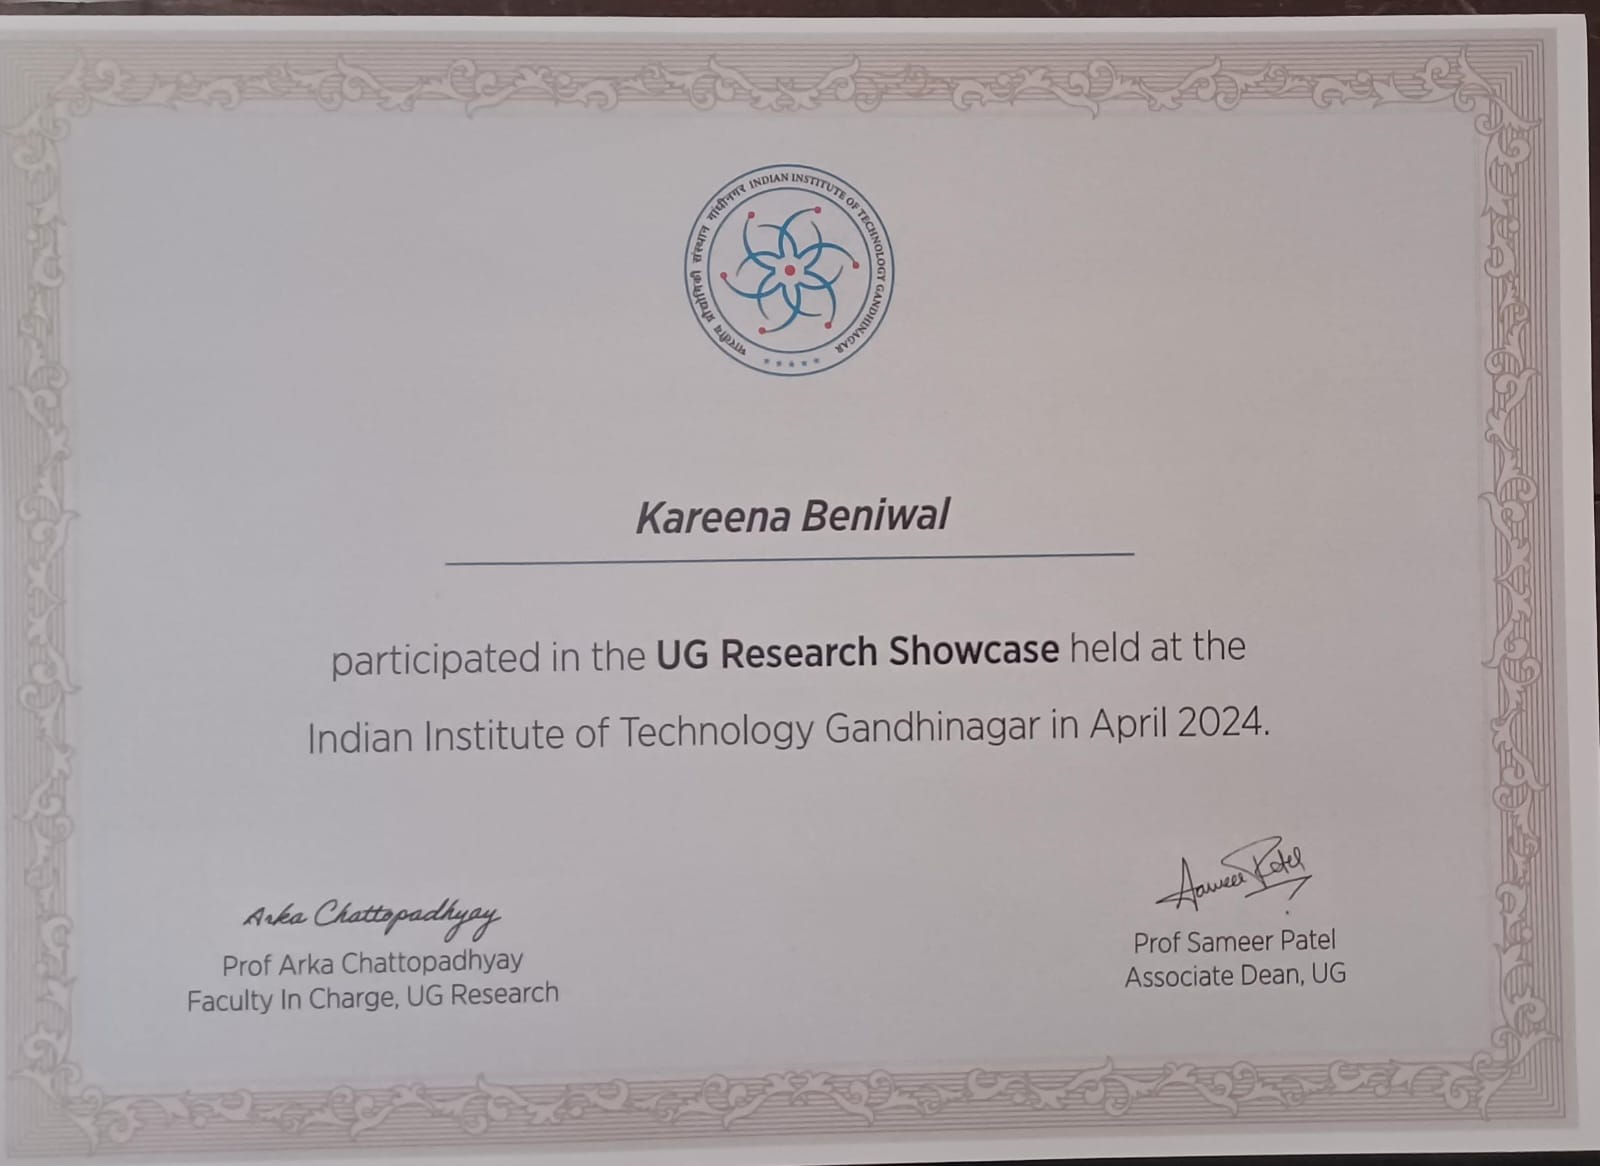 भारतीय प्रौद्योगिकी संस्थान गांधीनगर INDIAN INSTITUTE OF TECHNOLOGY GANDHINAGAR
Kareena Beniwal
participated in the UG Research Showcase held at the
Indian Institute of Technology Gandhinagar in April 2024.
Arka Chattopadhyay
Prof Arka Chattopadhyay
Faculty In Charge, UG Research
Sameer Patel
Prof Sameer Patel
Associate Dean, UG